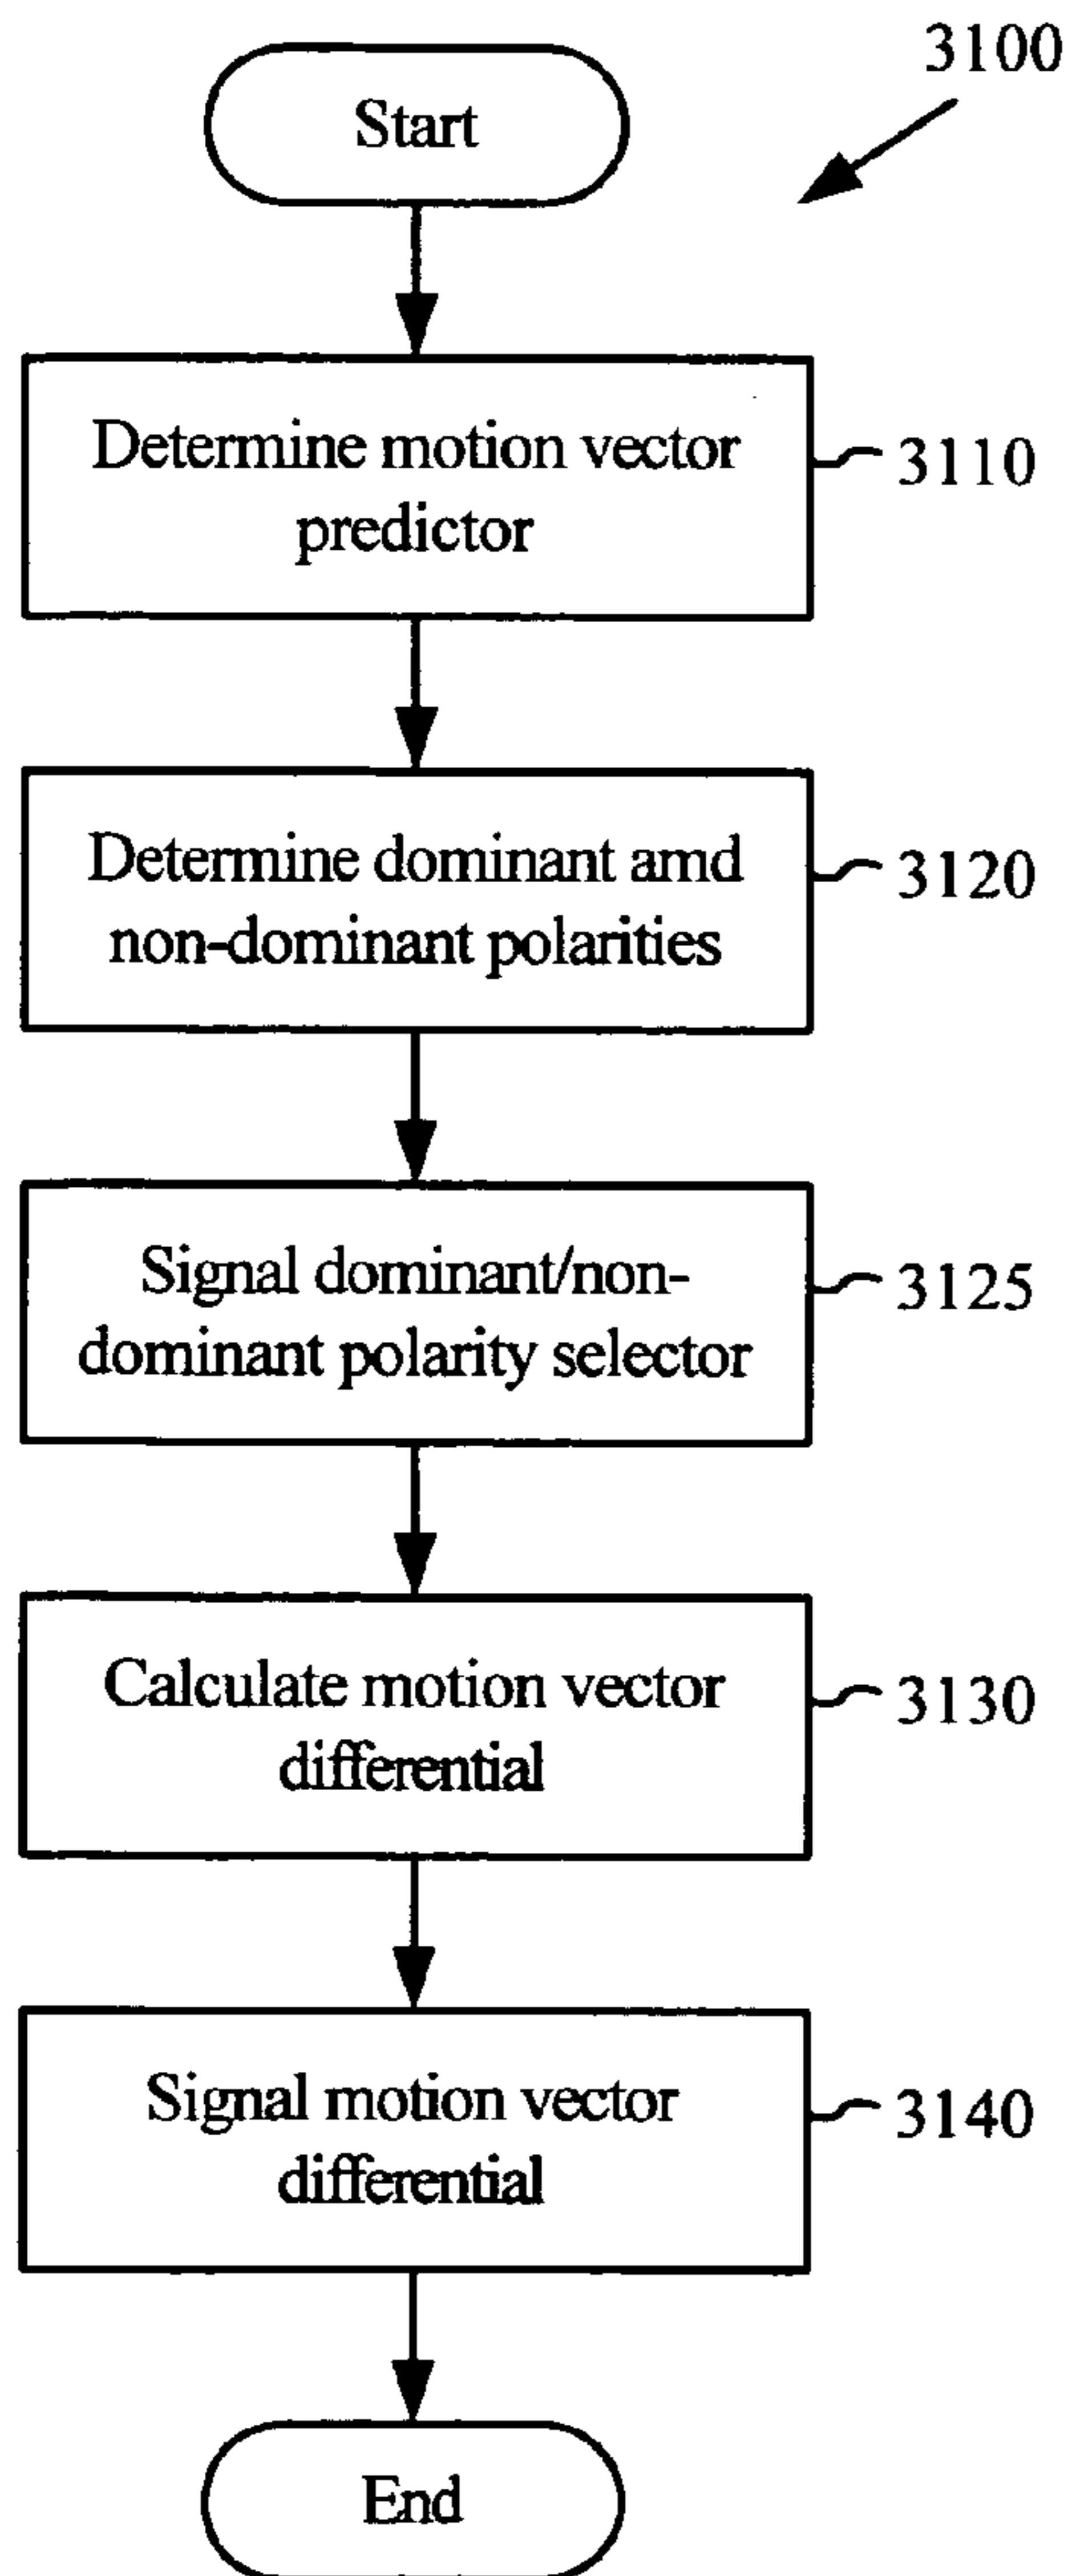 3100
Start
Determine motion vector
predictor
3110
Determine dominant amd
non-dominant polarities
3120
Signal dominant/non-
dominant polarity selector
3125
Calculate motion vector
differential
3130
Signal motion vector
differential
3140
End